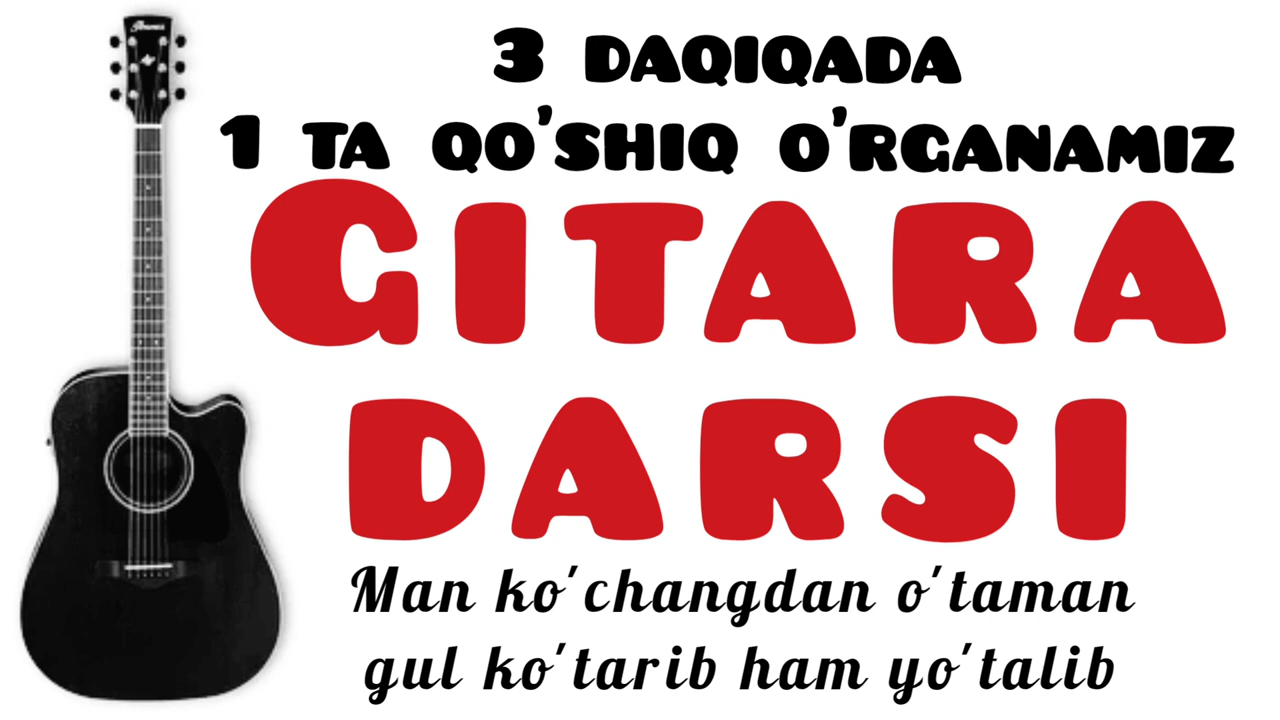 Ibanez
3 DAQIQADA
1 TA QO'SHIQ O'RGANAMIZ
GITARA
DARSI
Man ko'changdan o'taman
gul ko'tarib ham yo'talib